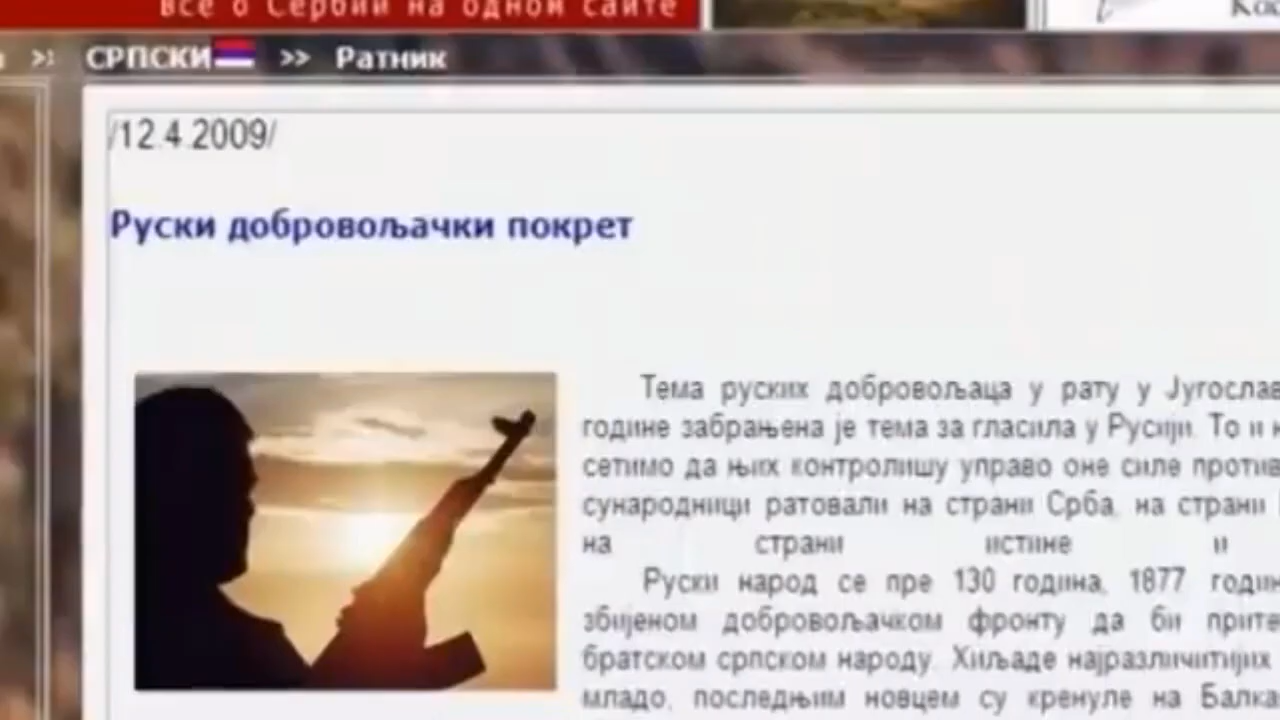 все о Сербии на одном сайте
>> СРПСКИ >> Ратник
/12.4.2009/
Руски добровољачки покрет
Тема руских добровољаца у рату у Југослав
године забрањена је тема за гласила у Русији. То и к
сетимо да њих контролишу управо оне силе против
сународници ратовали на страни Срба, на страни
на страни истине и
Руски народ се пре 130 година, 1877 годин
збијеном добровољачком фронту да би прите
братском српском народу. Хиљаде најразличитијих
младо, последњим новцем су кренуле на Балка